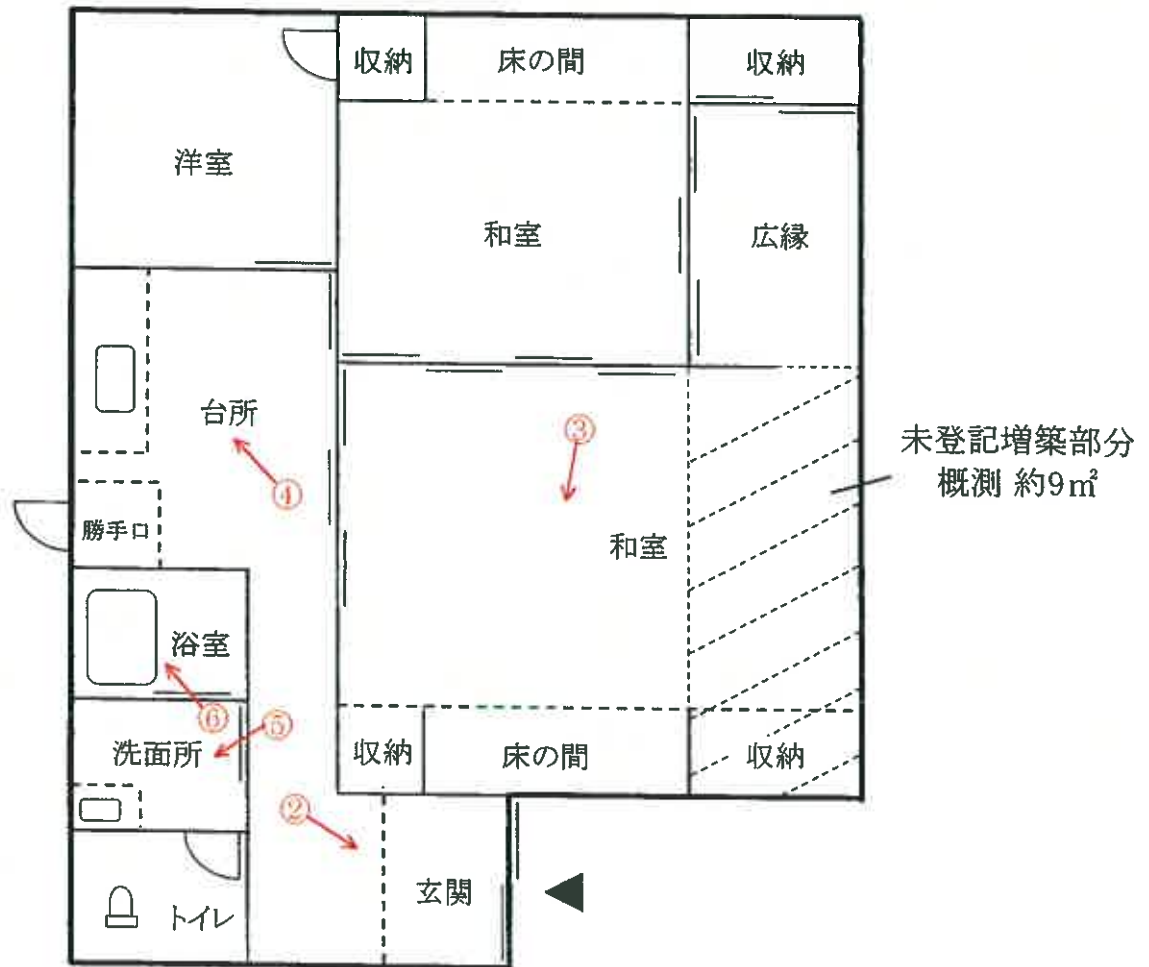 収納
床の間
収納
洋室
和室
広縁
台所
③
④
未登記増築部分
概測 約9㎡
勝手口
和室
浴室
⑥
⑤
洗面所
収納
床の間
収納
②
トイレ
玄関